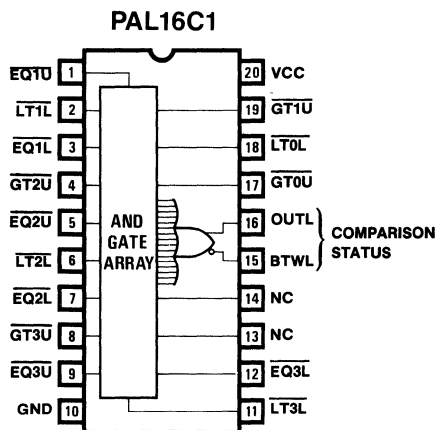 PAL16C1
EQ1U 1 20 VCC
LT1L 2 19 GT1U
EQ1L 3 18 LT0L
GT2U 4 17 GT0U
EQ2U 5 16 OUTL
AND GATE ARRAY
COMPARISON STATUS
LT2L 6 15 BTWL
EQ2L 7 14 NC
GT3U 8 13 NC
EQ3U 9 12 EQ3L
GND 10 11 LT3L